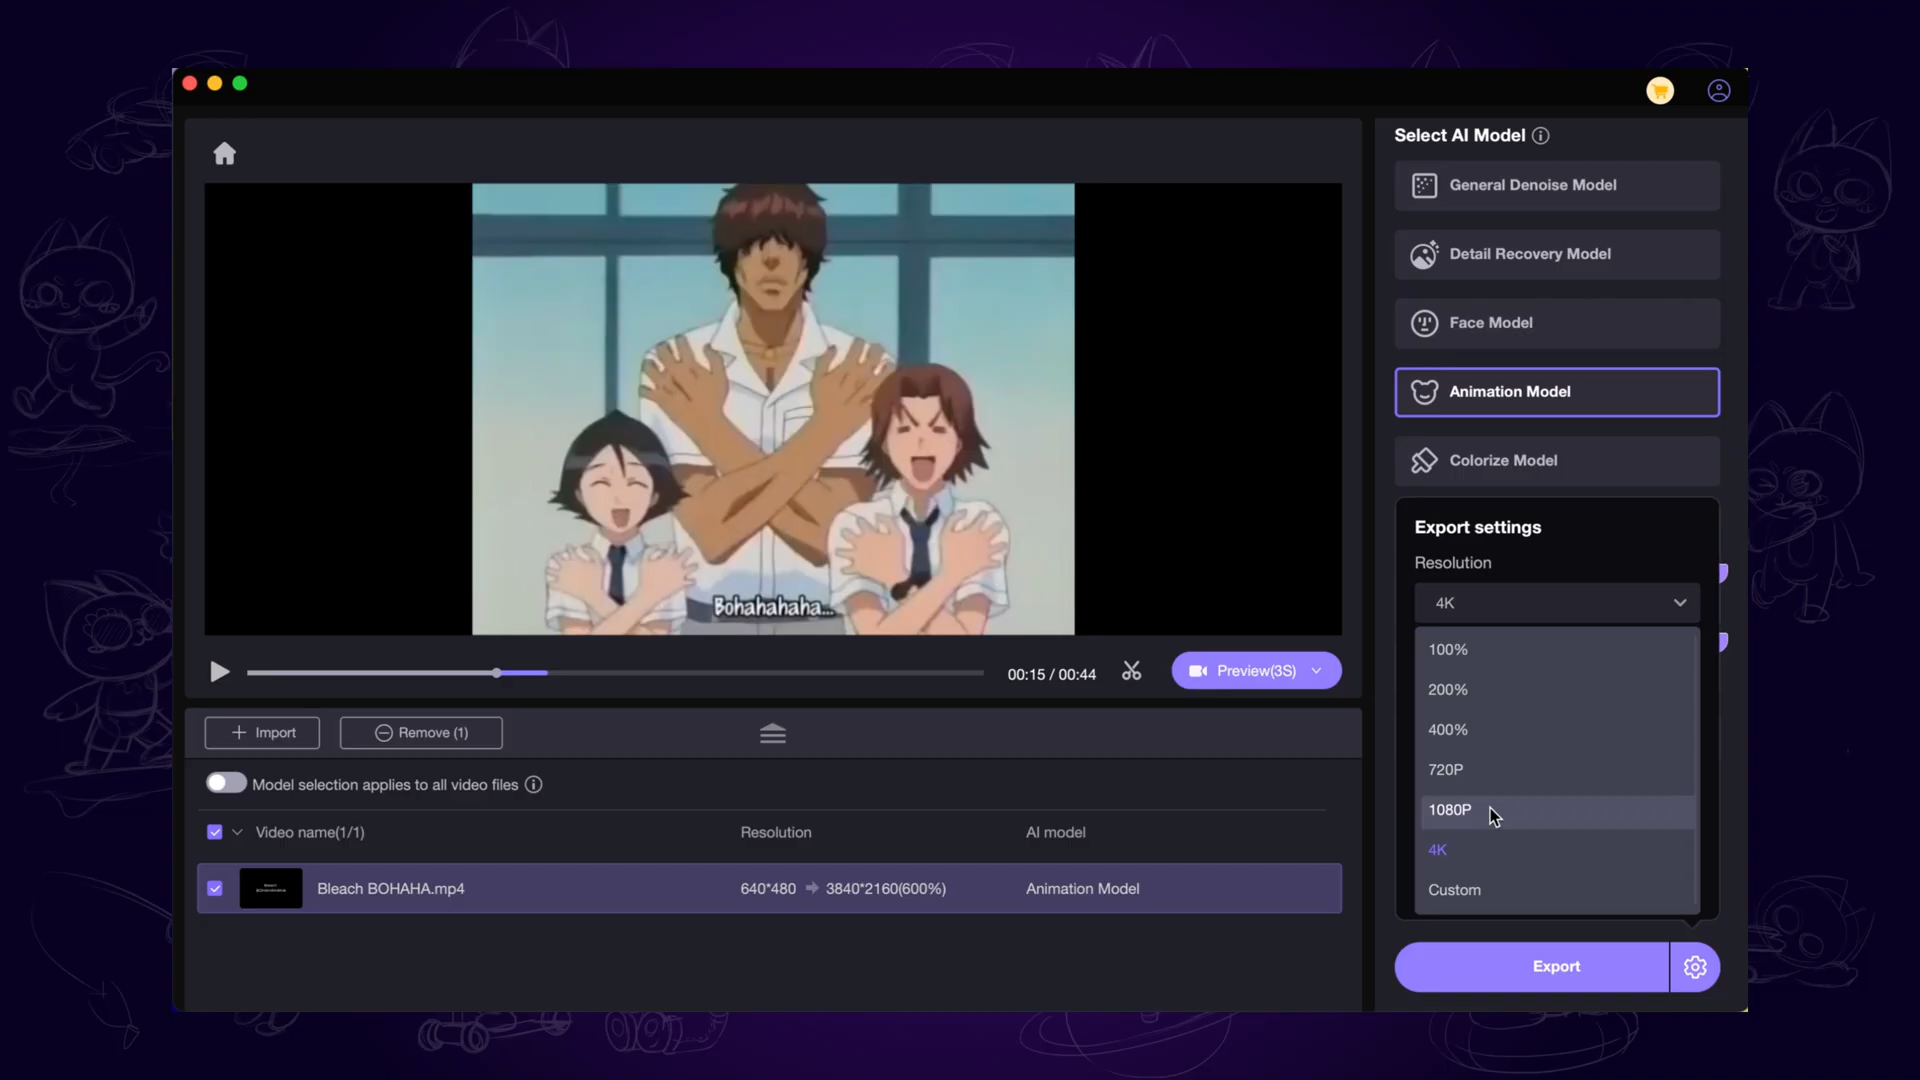 Select AI Model
General Denoise Model
Detail Recovery Model
Face Model
Animation Model
Colorize Model
Bohahahaha...
00:15 / 00:44
Preview(3S)
Import
Remove (1)
Model selection applies to all video files
Video name(1/1)
Resolution
AI model
Bleach BOHAHA.mp4
640*480
3840*2160(600%)
Animation Model
Export settings
Resolution
4K
100%
200%
400%
720P
1080P
4K
Custom
Export